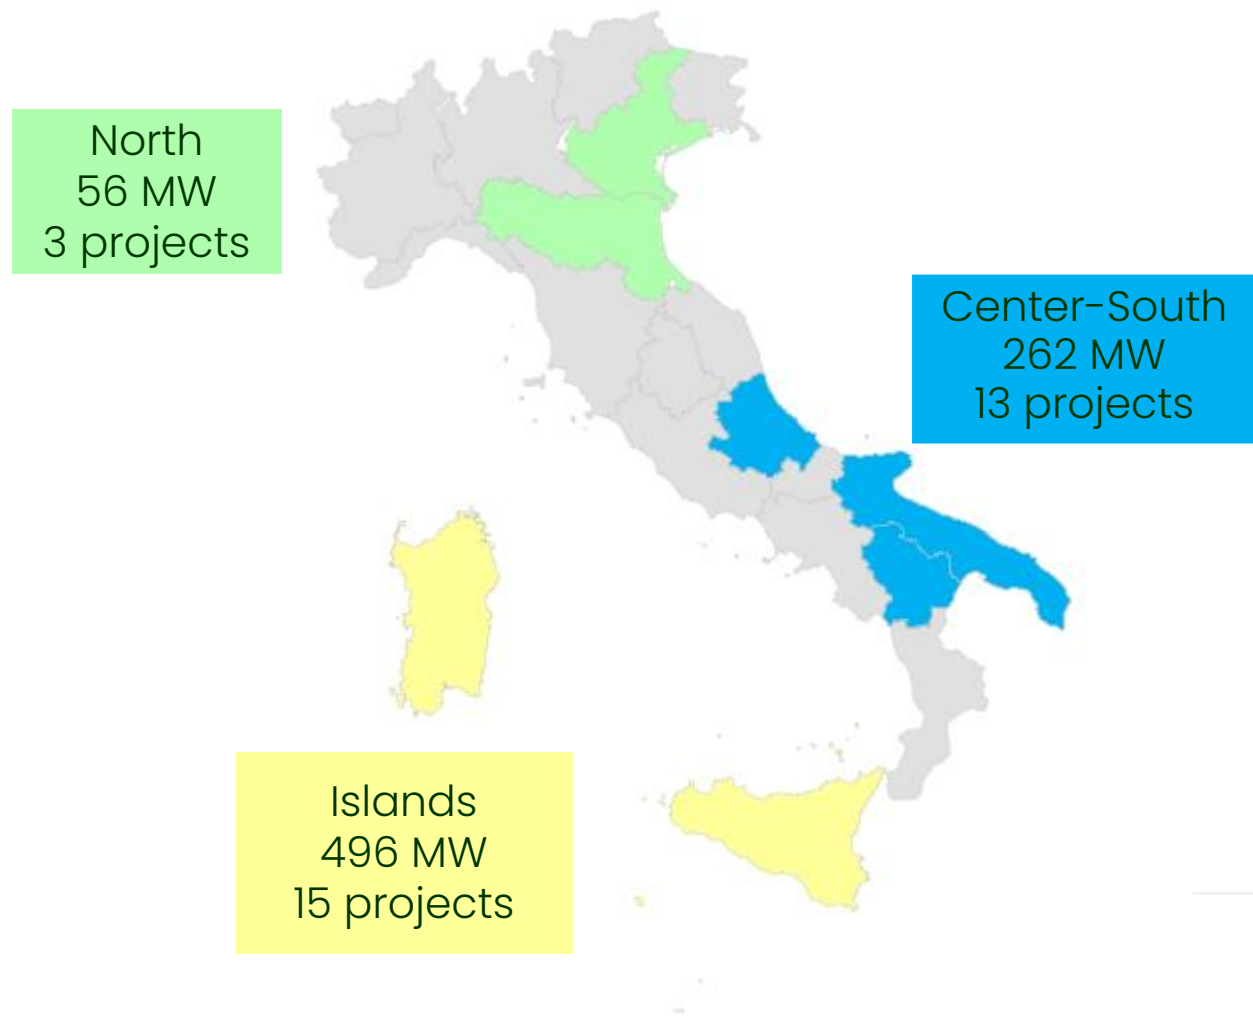 North
56 MW
3 projects
Center-South
262 MW
13 projects
Islands
496 MW
15 projects